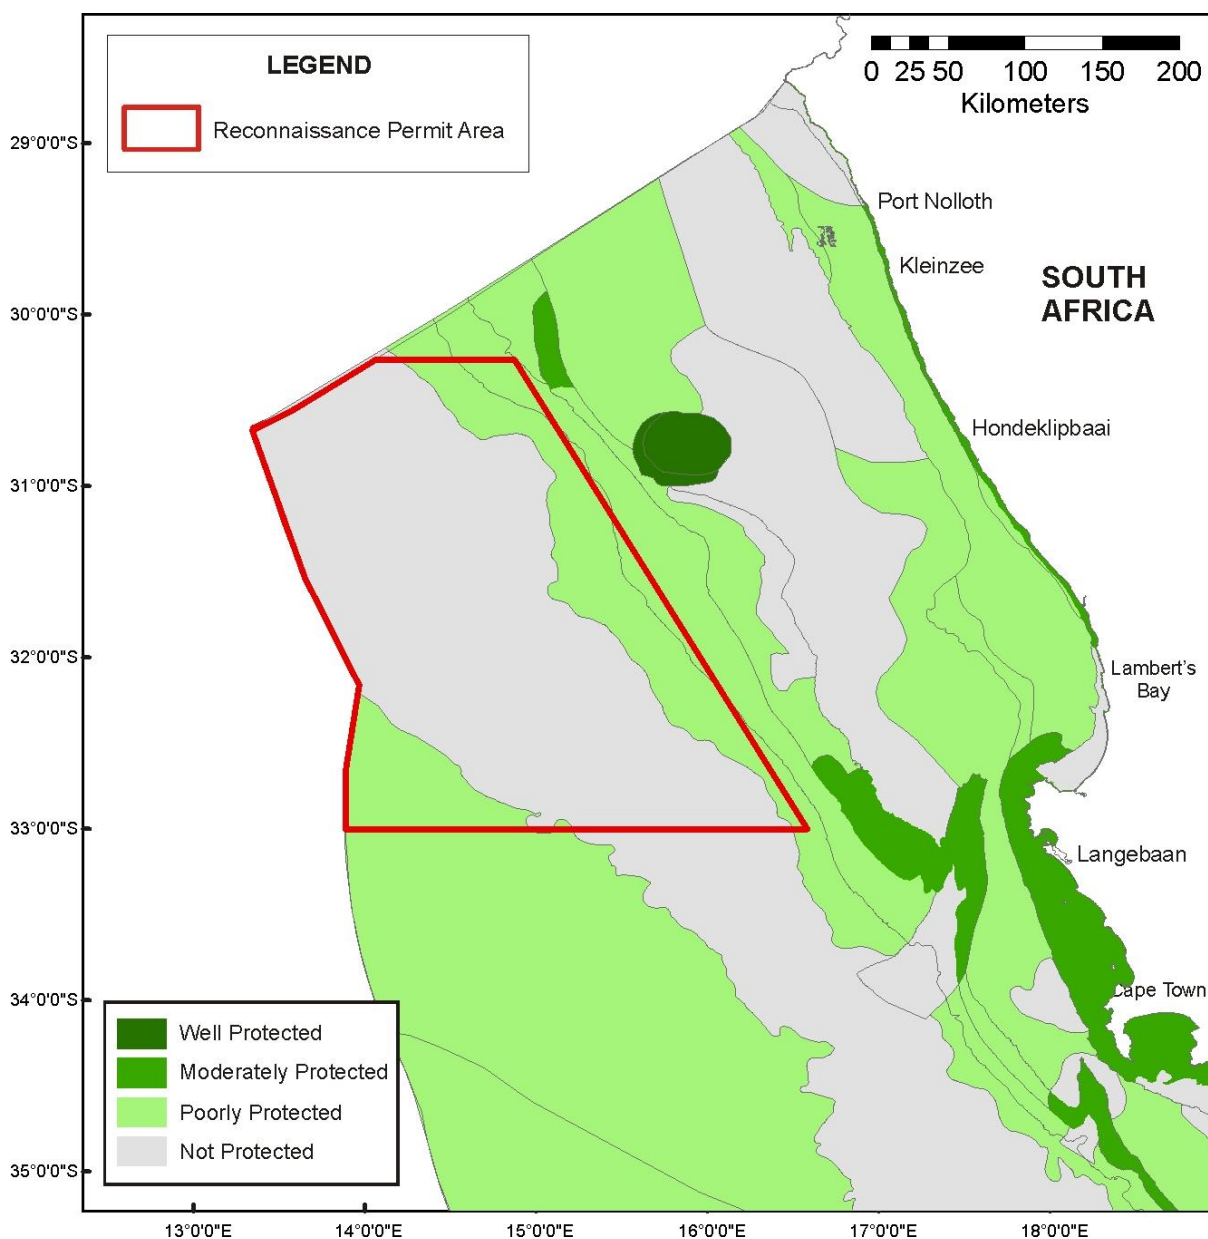 LEGEND
Reconnaissance Permit Area
0 25 50 100 150 200
Kilometers
29°0'0"S
30°0'0"S
31°0'0"S
32°0'0"S
33°0'0"S
34°0'0"S
35°0'0"S
Port Nolloth
Kleinzee
SOUTH
AFRICA
Hondeklipbaai
Lambert's
Bay
Langebaan
Cape Town
Well Protected
Moderately Protected
Poorly Protected
Not Protected
13°0'0"E
14°0'0"E
15°0'0"E
16°0'0"E
17°0'0"E
18°0'0"E